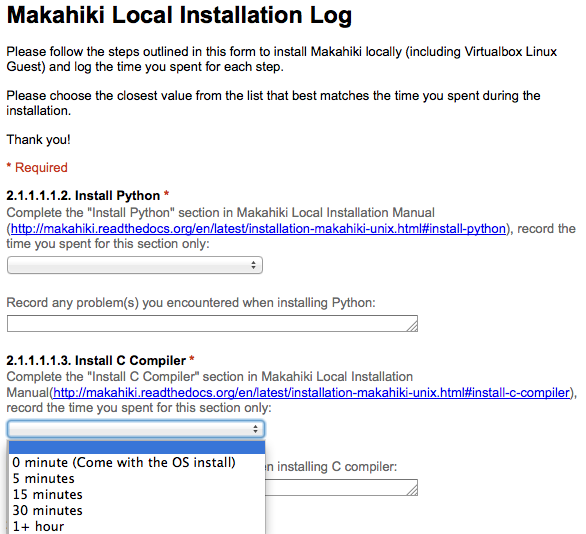 Makahiki Local Installation Log
Please follow the steps outlined in this form to install Makahiki locally (including Virtualbox Linux
Guest) and log the time you spent for each step.
Please choose the closest value from the list that best matches the time you spent during the
installation.
Thank you!
* Required
2.1.1.1.1.2. Install Python *
Complete the "Install Python" section in Makahiki Local Installation Manual
(http://makahiki.readthedocs.org/en/latest/installation-makahiki-unix.html#install-python), record the
time you spent for this section only:
Record any problem(s) you encountered when installing Python:
2.1.1.1.1.3. Install C Compiler *
Complete the "Install C Compiler" section in Makahiki Local Installation
Manual(http://makahiki.readthedocs.org/en/latest/installation-makahiki-unix.html#install-c-compiler),
record the time you spent for this section only:
0 minute (Come with the OS install)
en installing C compiler:
5 minutes
15 minutes
30 minutes
1+ hour